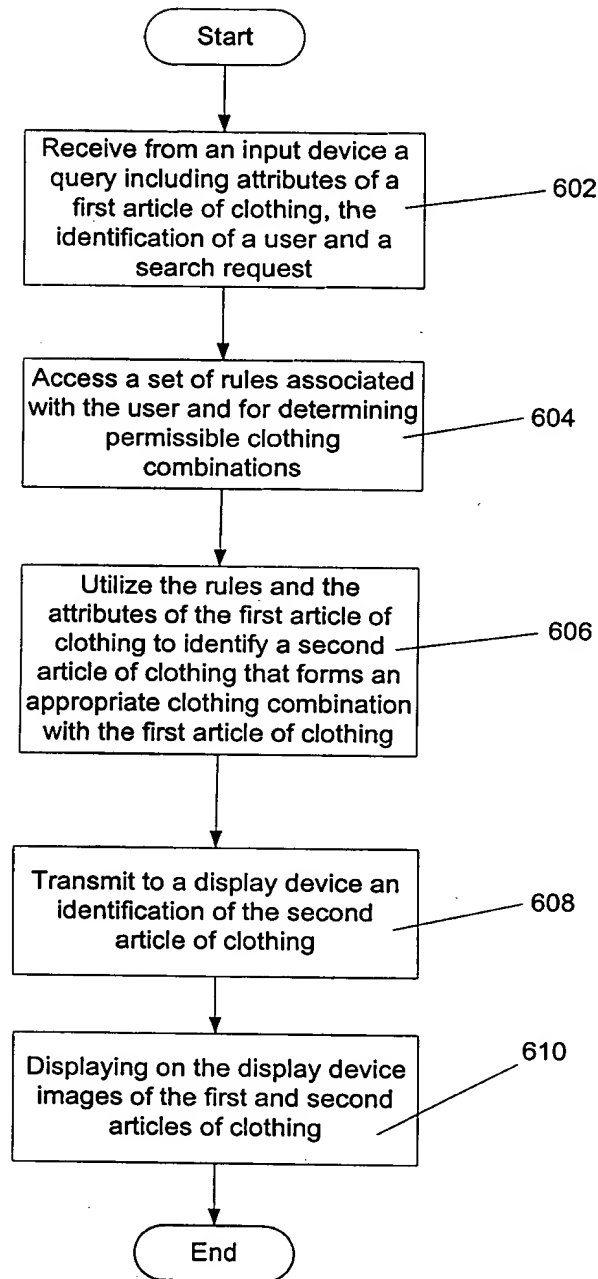 Start
Receive from an input device a
query including attributes of a
first article of clothing, the
identification of a user and a
search request
602
Access a set of rules associated
with the user and for determining
permissible clothing
combinations
604
Utilize the rules and the
attributes of the first article of
clothing to identify a second
article of clothing that forms an
appropriate clothing combination
with the first article of clothing
606
Transmit to a display device an
identification of the second
article of clothing
608
Displaying on the display device
images of the first and second
articles of clothing
610
End